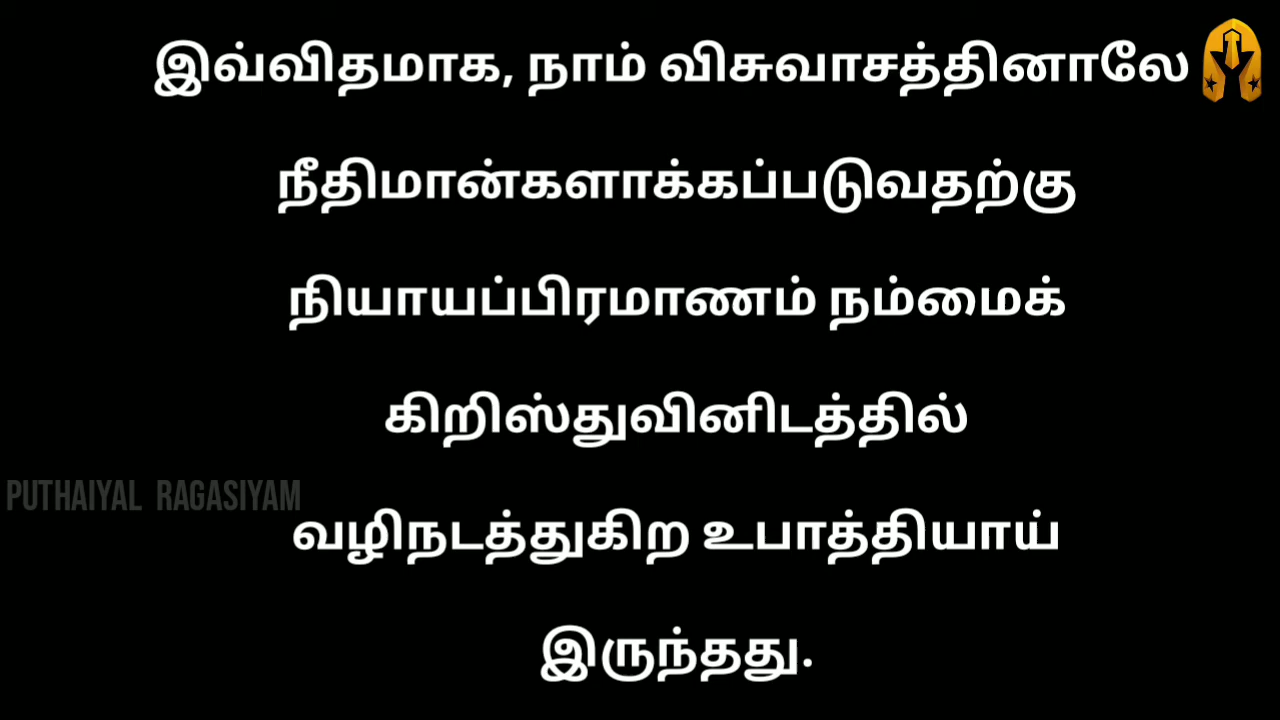 இவ்விதமாக, நாம் விசுவாசத்தினாலே
நீதிமான்களாக்கப்படுவதற்கு
நியாயப்பிரமாணம் நம்மைக்
கிறிஸ்துவினிடத்தில்
PUTHAIYAL RAGASIYAM
வழிநடத்துகிற உபாத்தியாய்
இருந்தது.